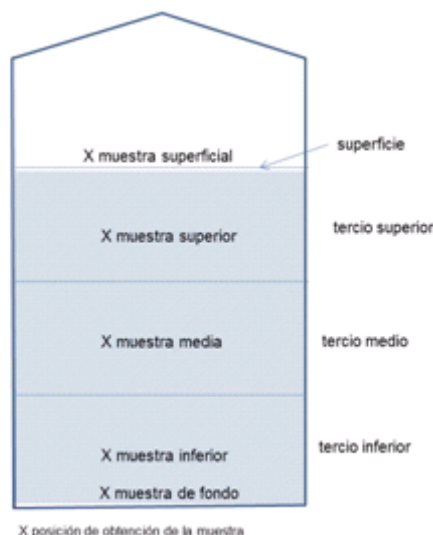 superficie
X muestra superficial
X muestra superior
tercio superior
X muestra media
tercio medio
X muestra inferior
tercio inferior
X muestra de fondo
X posición de obtención de la muestra